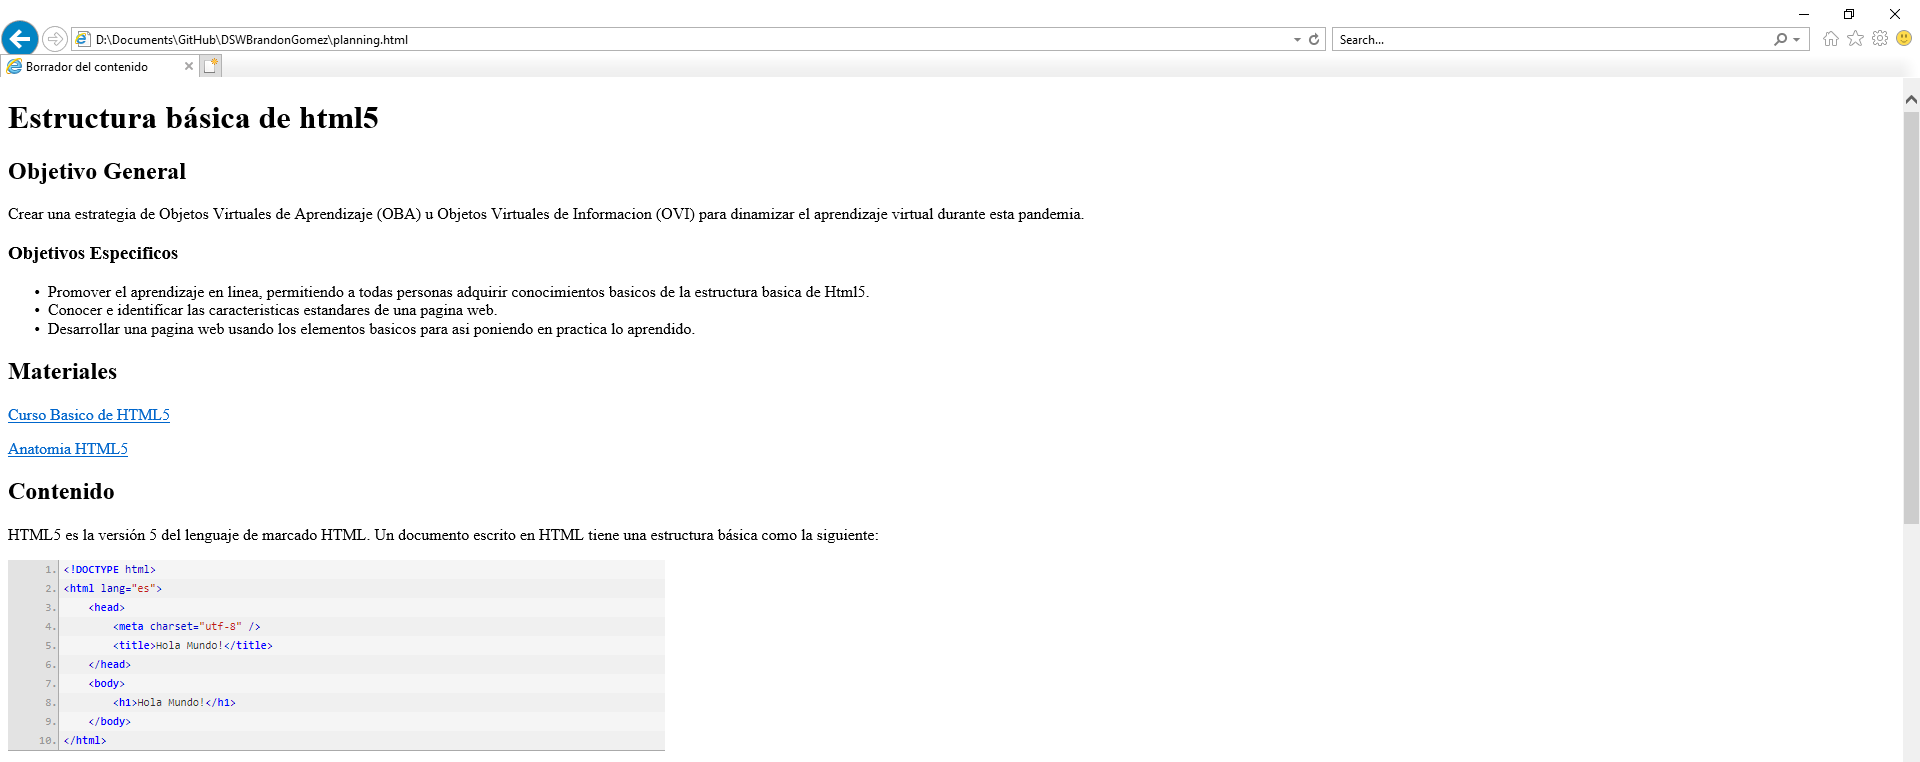 D:\Documents\GitHub\DSWBrandonGomez\planning.html
Search...
Borrador del contenido
Estructura básica de html5
Objetivo General
Crear una estrategia de Objetos Virtuales de Aprendizaje (OBA) u Objetos Virtuales de Informacion (OVI) para dinamizar el aprendizaje virtual durante esta pandemia.
Objetivos Especificos
• Promover el aprendizaje en linea, permitiendo a todas personas adquirir conocimientos basicos de la estructura basica de Html5.
• Conocer e identificar las caracteristicas estandares de una pagina web.
• Desarrollar una pagina web usando los elementos basicos para asi poniendo en practica lo aprendido.
Materiales
Curso Basico de HTML5
Anatomia HTML5
Contenido
HTML5 es la versión 5 del lenguaje de marcado HTML. Un documento escrito en HTML tiene una estructura básica como la siguiente:
1. <!DOCTYPE html>
2. <html lang="es">
3. <head>
4. <meta charset="utf-8" />
5. <title>Hola Mundo!</title>
6. </head>
7. <body>
8. <h1>Hola Mundo!</h1>
9. </body>
10. </html>